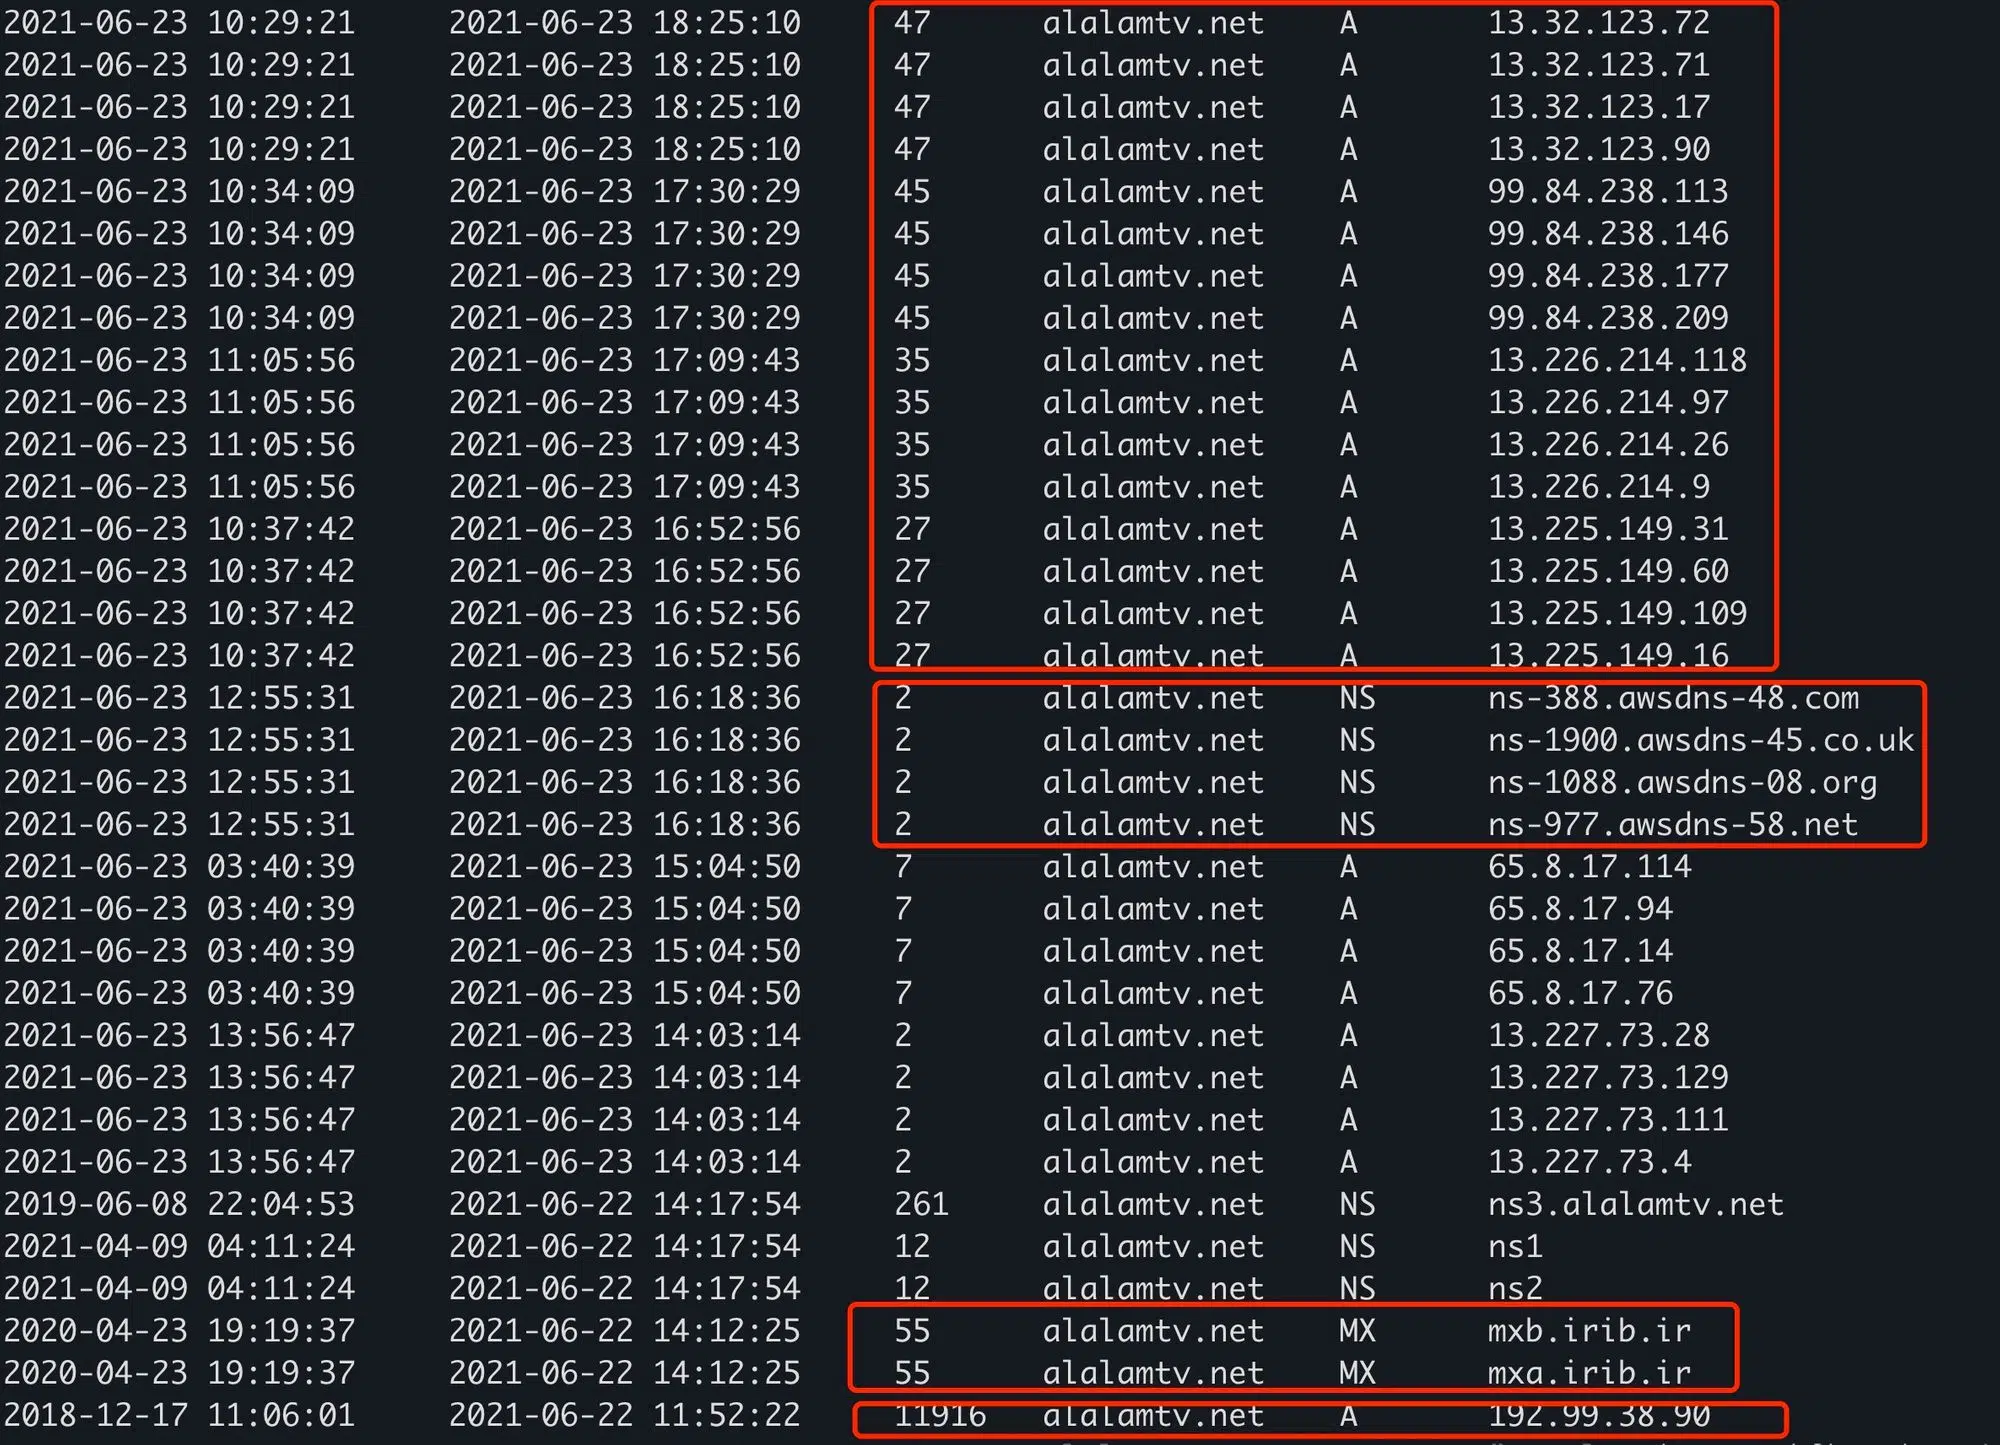 2021-06-23 10:29:21 2021-06-23 18:25:10 47 alalamtv.net A 13.32.123.72
2021-06-23 10:29:21 2021-06-23 18:25:10 47 alalamtv.net A 13.32.123.71
2021-06-23 10:29:21 2021-06-23 18:25:10 47 alalamtv.net A 13.32.123.17
2021-06-23 10:29:21 2021-06-23 18:25:10 47 alalamtv.net A 13.32.123.90
2021-06-23 10:34:09 2021-06-23 17:30:29 45 alalamtv.net A 99.84.238.113
2021-06-23 10:34:09 2021-06-23 17:30:29 45 alalamtv.net A 99.84.238.146
2021-06-23 10:34:09 2021-06-23 17:30:29 45 alalamtv.net A 99.84.238.177
2021-06-23 10:34:09 2021-06-23 17:30:29 45 alalamtv.net A 99.84.238.209
2021-06-23 11:05:56 2021-06-23 17:09:43 35 alalamtv.net A 13.226.214.118
2021-06-23 11:05:56 2021-06-23 17:09:43 35 alalamtv.net A 13.226.214.97
2021-06-23 11:05:56 2021-06-23 17:09:43 35 alalamtv.net A 13.226.214.26
2021-06-23 11:05:56 2021-06-23 17:09:43 35 alalamtv.net A 13.226.214.9
2021-06-23 10:37:42 2021-06-23 16:52:56 27 alalamtv.net A 13.225.149.31
2021-06-23 10:37:42 2021-06-23 16:52:56 27 alalamtv.net A 13.225.149.60
2021-06-23 10:37:42 2021-06-23 16:52:56 27 alalamtv.net A 13.225.149.109
2021-06-23 10:37:42 2021-06-23 16:52:56 27 alalamtv.net A 13.225.149.16
2021-06-23 12:55:31 2021-06-23 16:18:36 2 alalamtv.net NS ns-388.awsdns-48.com
2021-06-23 12:55:31 2021-06-23 16:18:36 2 alalamtv.net NS ns-1900.awsdns-45.co.uk
2021-06-23 12:55:31 2021-06-23 16:18:36 2 alalamtv.net NS ns-1088.awsdns-08.org
2021-06-23 12:55:31 2021-06-23 16:18:36 2 alalamtv.net NS ns-977.awsdns-58.net
2021-06-23 03:40:39 2021-06-23 15:04:50 7 alalamtv.net A 65.8.17.114
2021-06-23 03:40:39 2021-06-23 15:04:50 7 alalamtv.net A 65.8.17.94
2021-06-23 03:40:39 2021-06-23 15:04:50 7 alalamtv.net A 65.8.17.14
2021-06-23 03:40:39 2021-06-23 15:04:50 7 alalamtv.net A 65.8.17.76
2021-06-23 13:56:47 2021-06-23 14:03:14 2 alalamtv.net A 13.227.73.28
2021-06-23 13:56:47 2021-06-23 14:03:14 2 alalamtv.net A 13.227.73.129
2021-06-23 13:56:47 2021-06-23 14:03:14 2 alalamtv.net A 13.227.73.111
2021-06-23 13:56:47 2021-06-23 14:03:14 2 alalamtv.net A 13.227.73.4
2019-06-08 22:04:53 2021-06-22 14:17:54 261 alalamtv.net NS ns3.alalamtv.net
2021-04-09 04:11:24 2021-06-22 14:17:54 12 alalamtv.net NS ns1
2021-04-09 04:11:24 2021-06-22 14:17:54 12 alalamtv.net NS ns2
2020-04-23 19:19:37 2021-06-22 14:12:25 55 alalamtv.net MX mxb.irib.ir
2020-04-23 19:19:37 2021-06-22 14:12:25 55 alalamtv.net MX mxa.irib.ir
2018-12-17 11:06:01 2021-06-22 11:52:22 11916 alalamtv.net A 192.99.38.90